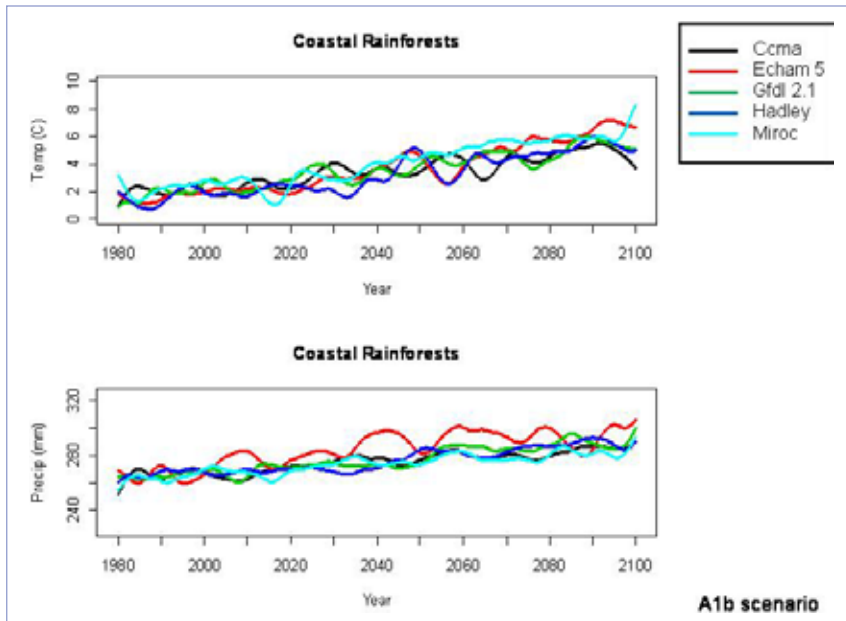 Coastal Rainforests
Ccma
Echam 5
Gfdl 2.1
Hadley
Miroc
Temp (C)
10
8
6
4
2
0
1980 2000 2020 2040 2060 2080 2100
Year
Coastal Rainforests
Precip (mm)
320
280
240
1980 2000 2020 2040 2060 2080 2100
Year
A1b scenario